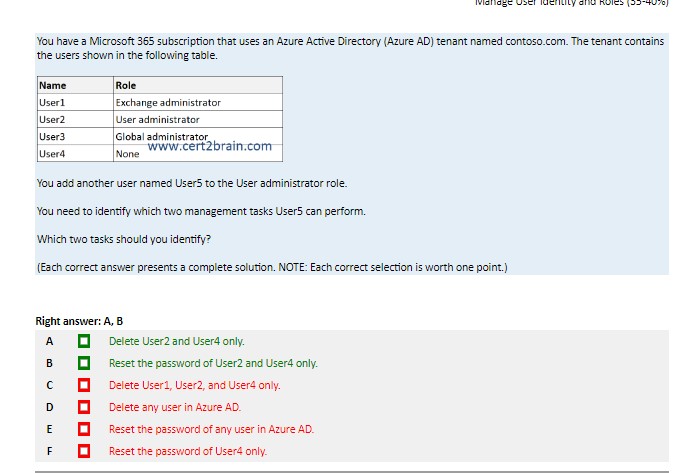 Manage User Identity and Roles (35-40%)
You have a Microsoft 365 subscription that uses an Azure Active Directory (Azure AD) tenant named contoso.com. The tenant contains
the users shown in the following table.
Name Role
User1 Exchange administrator
User2 User administrator
User3 Global administrator
www.cert2brain.com
User4 None
You add another user named User5 to the User administrator role.
You need to identify which two management tasks User5 can perform.
Which two tasks should you identify?
(Each correct answer presents a complete solution. NOTE: Each correct selection is worth one point.)
Right answer: A, B
A Delete User2 and User4 only.
B Reset the password of User2 and User4 only.
C Delete User1, User2, and User4 only.
D Delete any user in Azure AD.
E Reset the password of any user in Azure AD.
F Reset the password of User4 only.